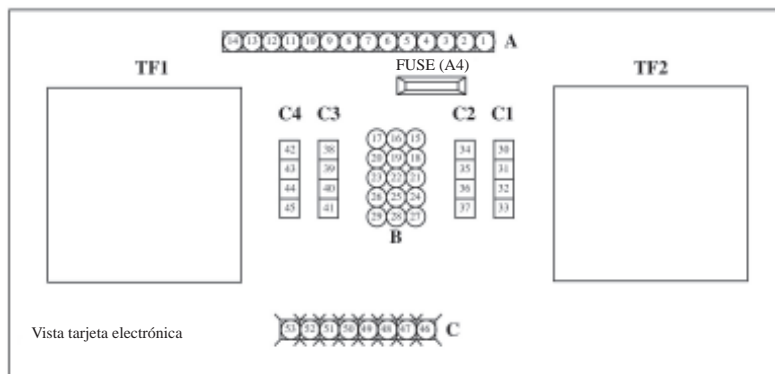 14 13 12 11 10 9 8 7 6 5 4 3 2 1 A
FUSE (A4)
TF1
TF2
C4 C3
C2 C1
42 38 17 16 15 34 30
43 39 20 19 18 35 31
44 40 23 22 21 36 32
45 41 26 25 24 37 33
29 28 27
B
Vista tarjeta electrónica
53 52 51 50 49 48 47 46 C